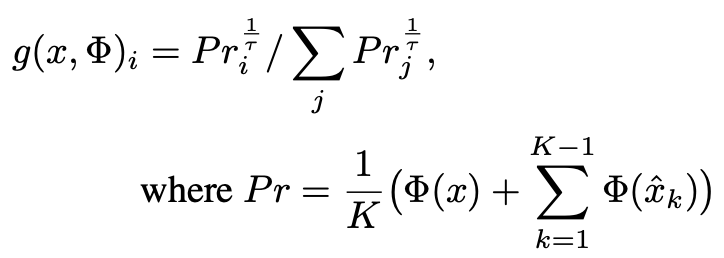 g(x, Φ)_i = Pr_i^{1/τ} / ∑_j Pr_j^{1/τ},
where Pr = 1/K (Φ(x) + ∑_{k=1}^{K−1} Φ(x̂_k))